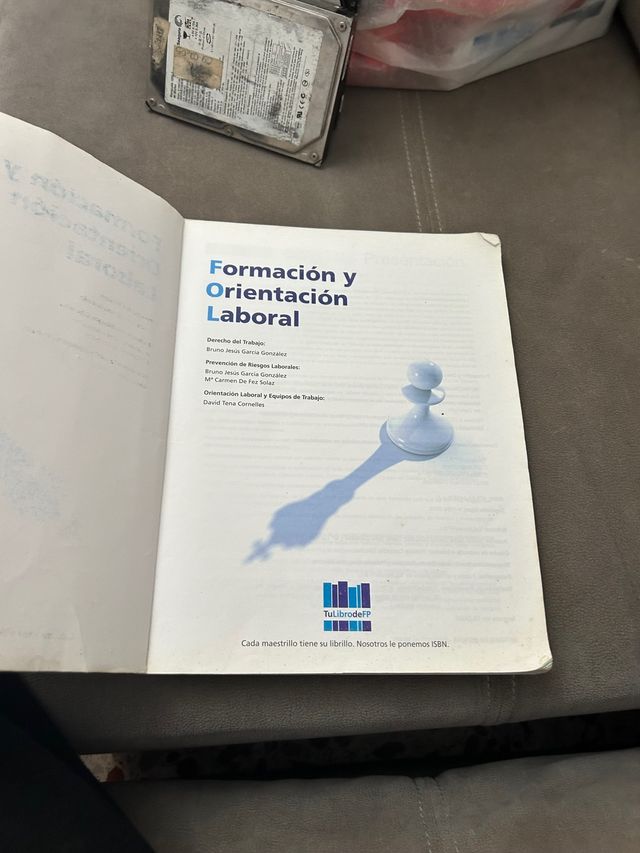 Formación y
Orientación
Laboral
Derecho del Trabajo:
Bruno Jesús García González
Prevención de Riesgos Laborales:
Bruno Jesús García González
Mª Carmen De Fez Solaz
Orientación Laboral y Equipos de Trabajo:
David Tena Cornelles
TuLibrodeFP
Cada maestrillo tiene su librillo. Nosotros le ponemos ISBN.